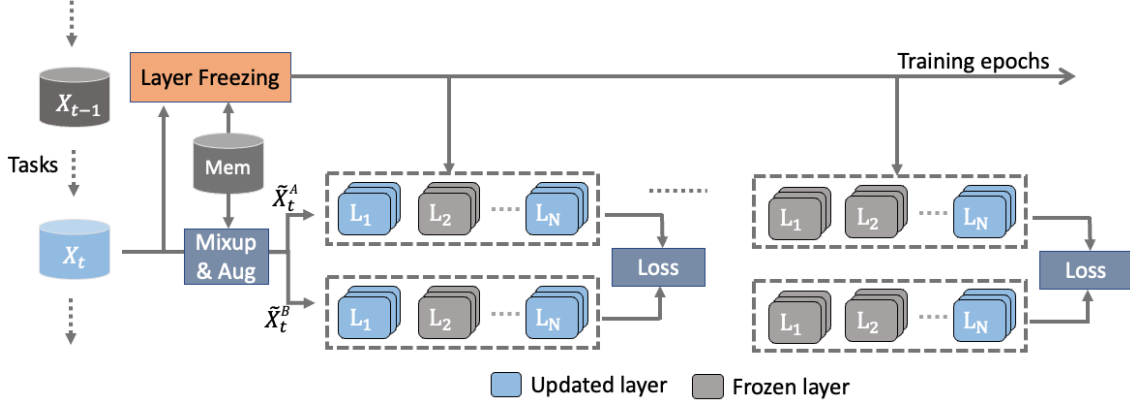 Layer Freezing
Training epochs
X_{t-1}
Mem
Tasks
X̃_t^A
L_1
L_2
L_N
L_1
L_2
L_N
X_t
Mixup
& Aug
Loss
Loss
X̃_t^B
L_1
L_2
L_N
L_1
L_2
L_N
Updated layer
Frozen layer